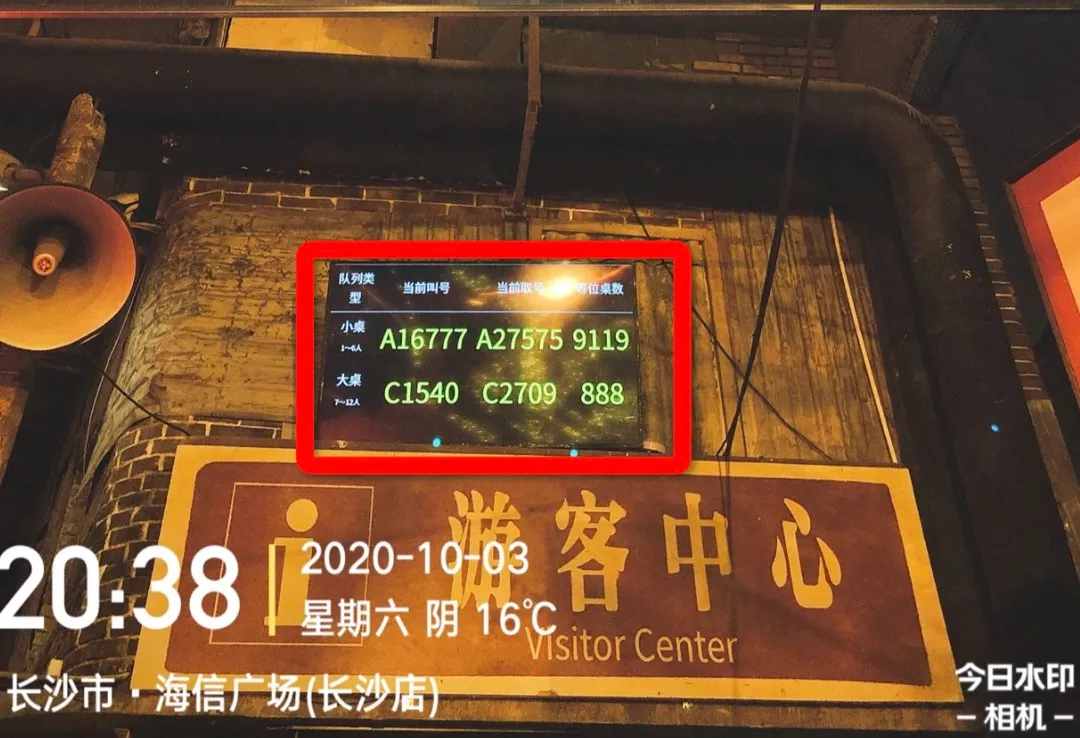 队列类型 当前叫号 当前取号 等位桌数
小桌
1~6人
A16777 A27575 9119
大桌
7~12人
C1540 C2709 888
游客中心
Visitor Center
20:38
2020-10-03
星期六 阴 16℃
长沙市·海信广场(长沙店)
今日水印
-相机-